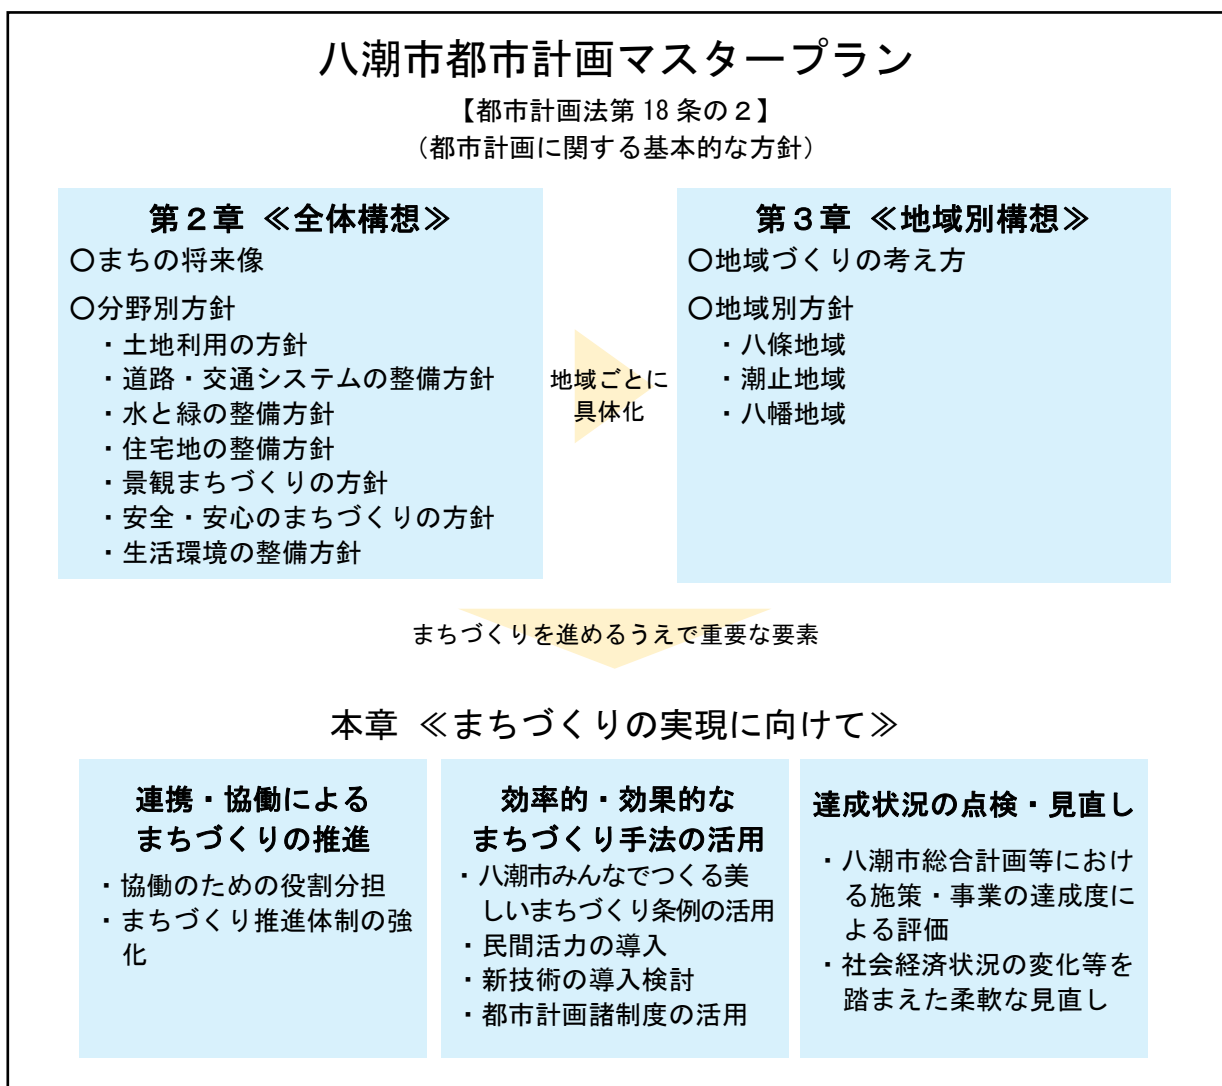 八潮市都市計画マスタープラン
【都市計画法第 18 条の２】
（都市計画に関する基本的な方針）
第２章 ≪全体構想≫
〇まちの将来像
〇分野別方針
・土地利用の方針
・道路・交通システムの整備方針
・水と緑の整備方針
・住宅地の整備方針
・景観まちづくりの方針
・安全・安心のまちづくりの方針
・生活環境の整備方針
地域ごとに
具体化
第３章 ≪地域別構想≫
〇地域づくりの考え方
〇地域別方針
・八條地域
・潮止地域
・八幡地域
まちづくりを進めるうえで重要な要素
本章 ≪まちづくりの実現に向けて≫
連携・協働による
まちづくりの推進
・協働のための役割分担
・まちづくり推進体制の強
化
効率的・効果的な
まちづくり手法の活用
・八潮市みんなでつくる美
しいまちづくり条例の活用
・民間活力の導入
・新技術の導入検討
・都市計画諸制度の活用
達成状況の点検・見直し
・八潮市総合計画等におけ
る施策・事業の達成度に
よる評価
・社会経済状況の変化等を
踏まえた柔軟な見直し